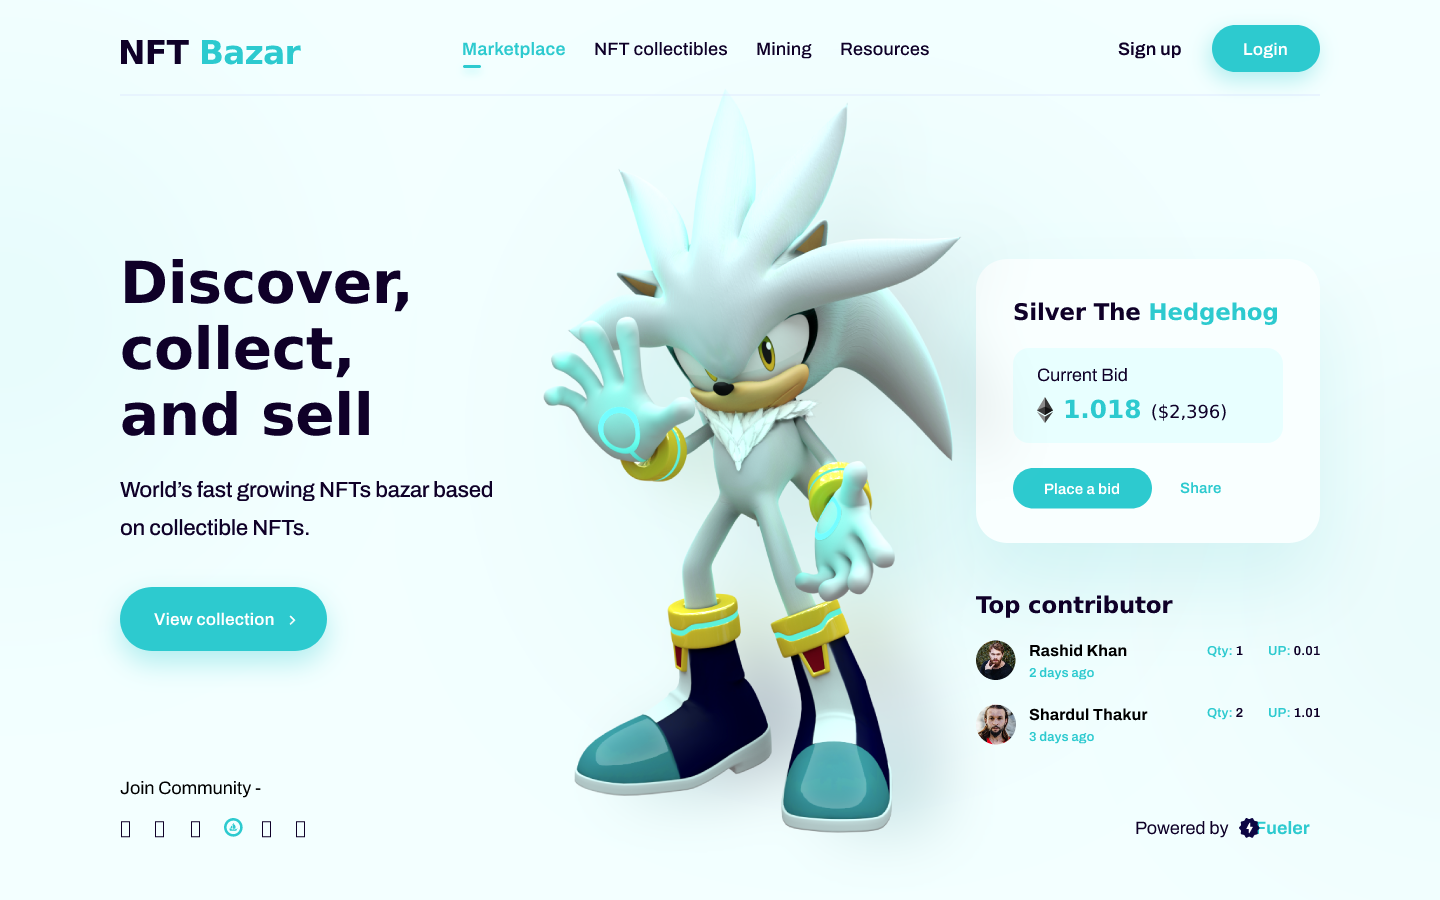 NFT Bazar
Marketplace
NFT collectibles
Mining
Resources
Sign up
Login
Discover,
collect,
and sell
World’s fast growing NFTs bazar based
on collectible NFTs.
View collection
Join Community -
Silver The Hedgehog
Current Bid
1.018 ($2,396)
Place a bid
Share
Top contributor
Rashid Khan
2 days ago
Qty: 1
UP: 0.01
Shardul Thakur
3 days ago
Qty: 2
UP: 1.01
Powered by Fueler